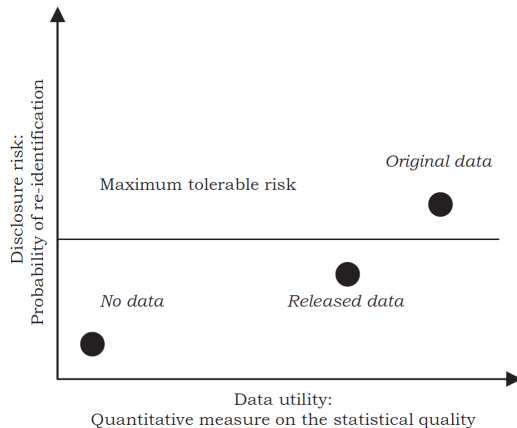 Disclosure risk:
Probability of re-identification
Original data
Maximum tolerable risk
No data
Released data
Data utility:
Quantitative measure on the statistical quality